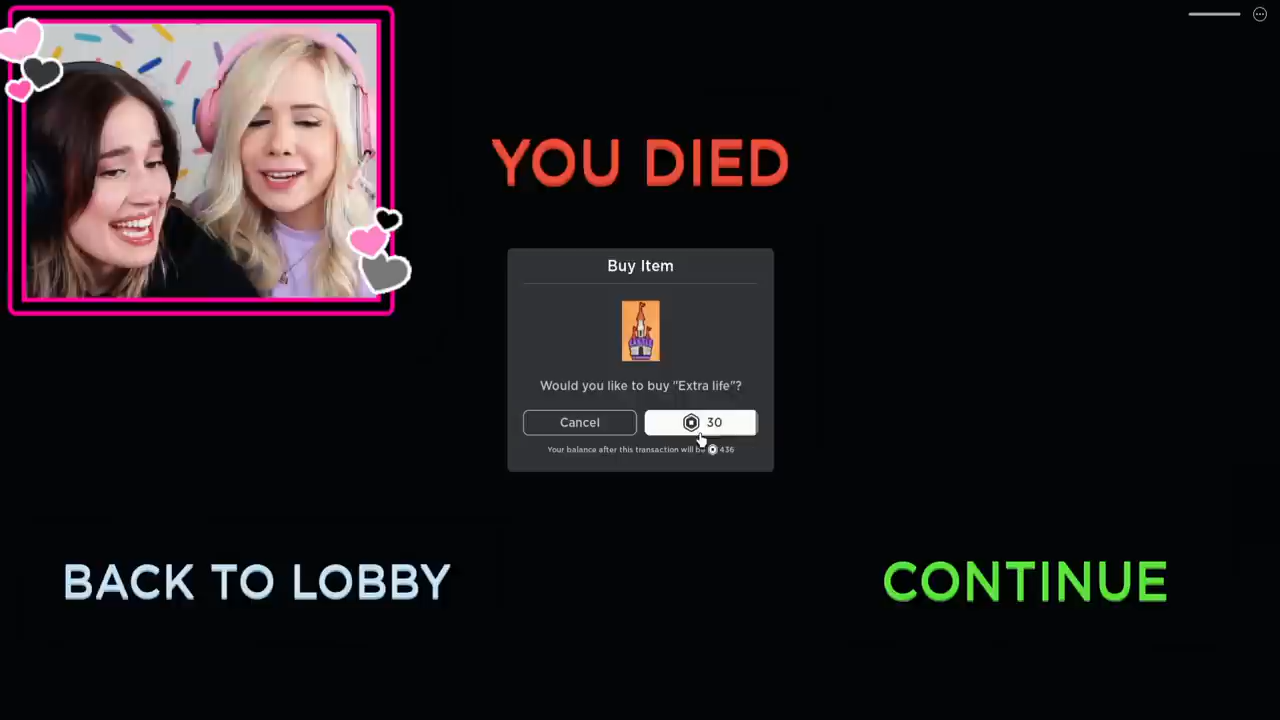 YOU DIED
Buy Item
Would you like to buy "Extra life"?
Cancel
30
Your balance after this transaction will be 436
BACK TO LOBBY
CONTINUE